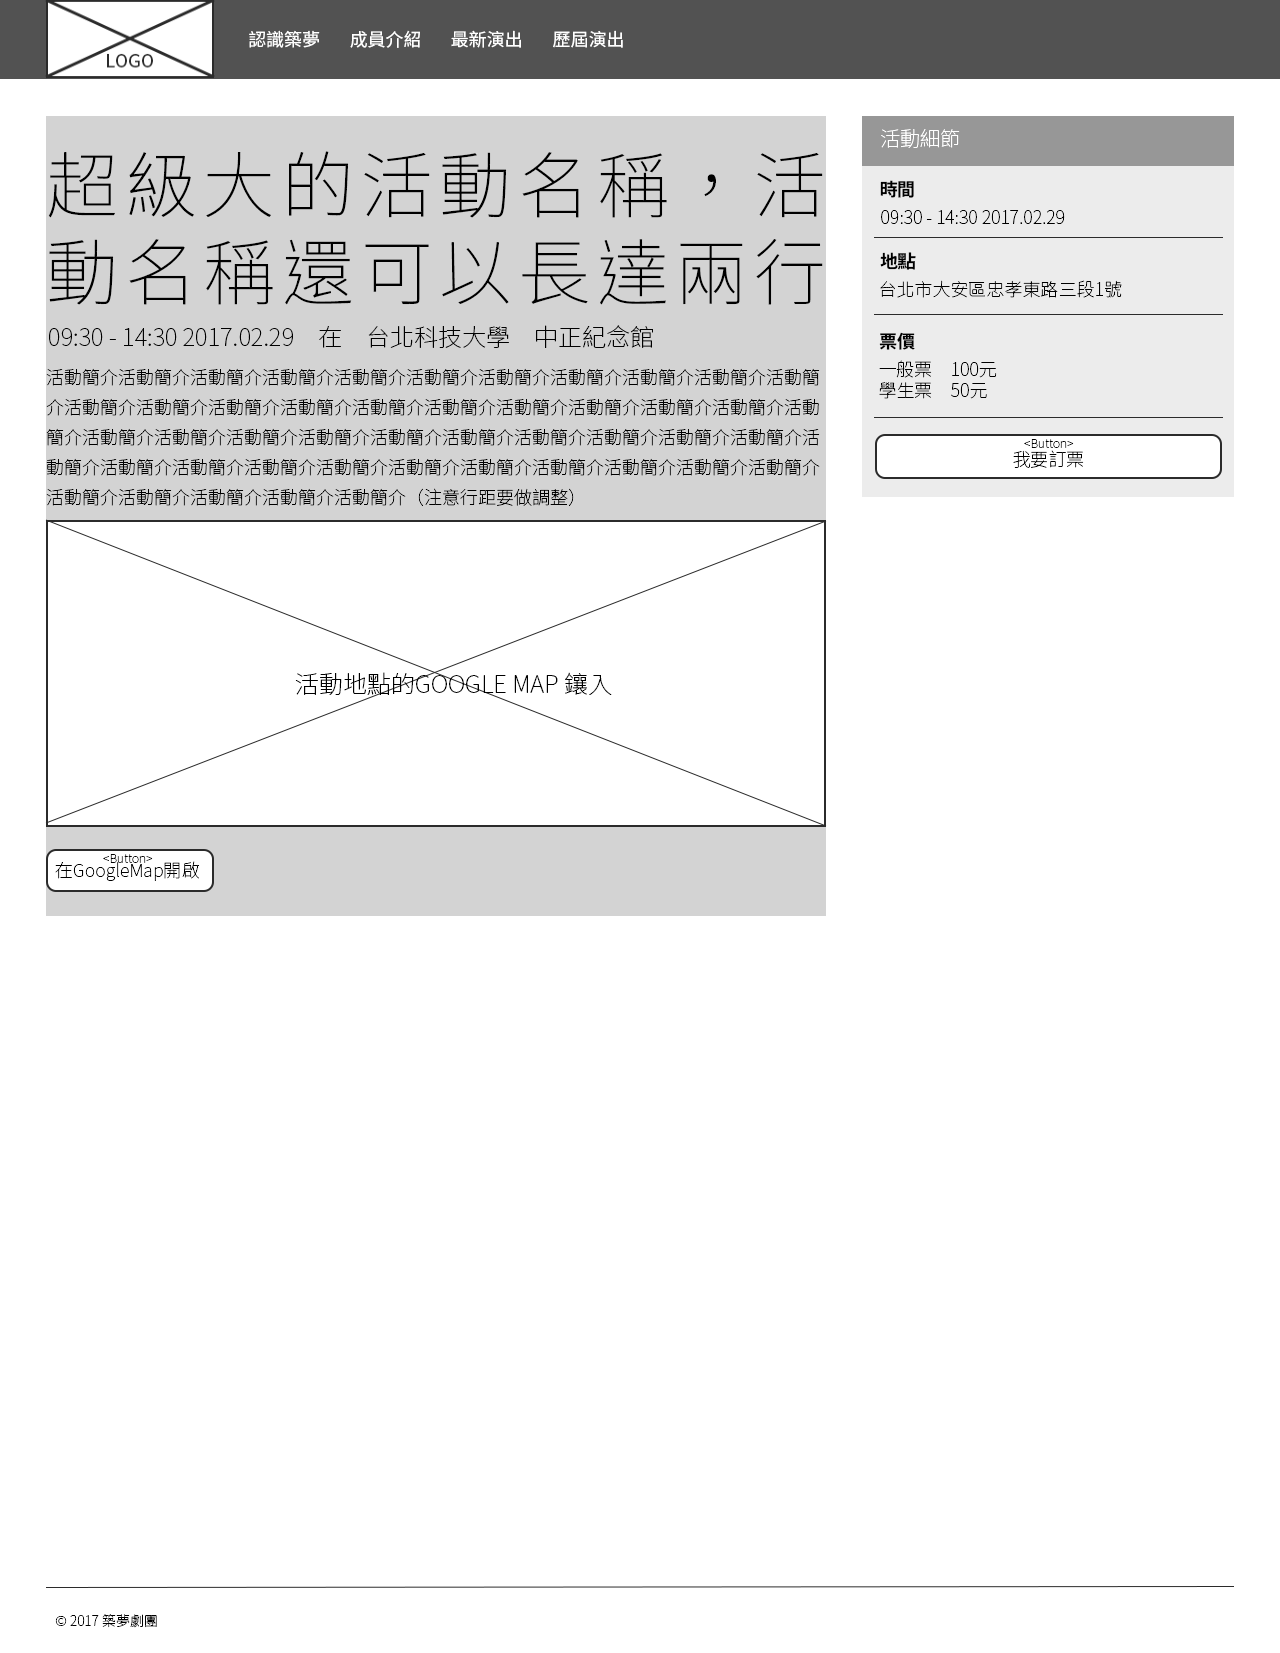 LOGO
認識築夢 成員介紹 最新演出 歷屆演出
超級大的活動名稱，活
動名稱還可以長達兩行
09:30 - 14:30 2017.02.29　在　台北科技大學　中正紀念館
活動簡介活動簡介活動簡介活動簡介活動簡介活動簡介活動簡介活動簡介活動簡介活動簡介活動簡
介活動簡介活動簡介活動簡介活動簡介活動簡介活動簡介活動簡介活動簡介活動簡介活動簡介活動
簡介活動簡介活動簡介活動簡介活動簡介活動簡介活動簡介活動簡介活動簡介活動簡介活動簡介活
動簡介活動簡介活動簡介活動簡介活動簡介活動簡介活動簡介活動簡介活動簡介活動簡介活動簡介
活動簡介活動簡介活動簡介活動簡介活動簡介（注意行距要做調整）
活動地點的GOOGLE MAP 鑲入
<Button>
在GoogleMap開啟
活動細節
時間
09:30 - 14:30 2017.02.29
地點
台北市大安區忠孝東路三段1號
票價
一般票　100元
學生票　50元
<Button>
我要訂票
© 2017 築夢劇團